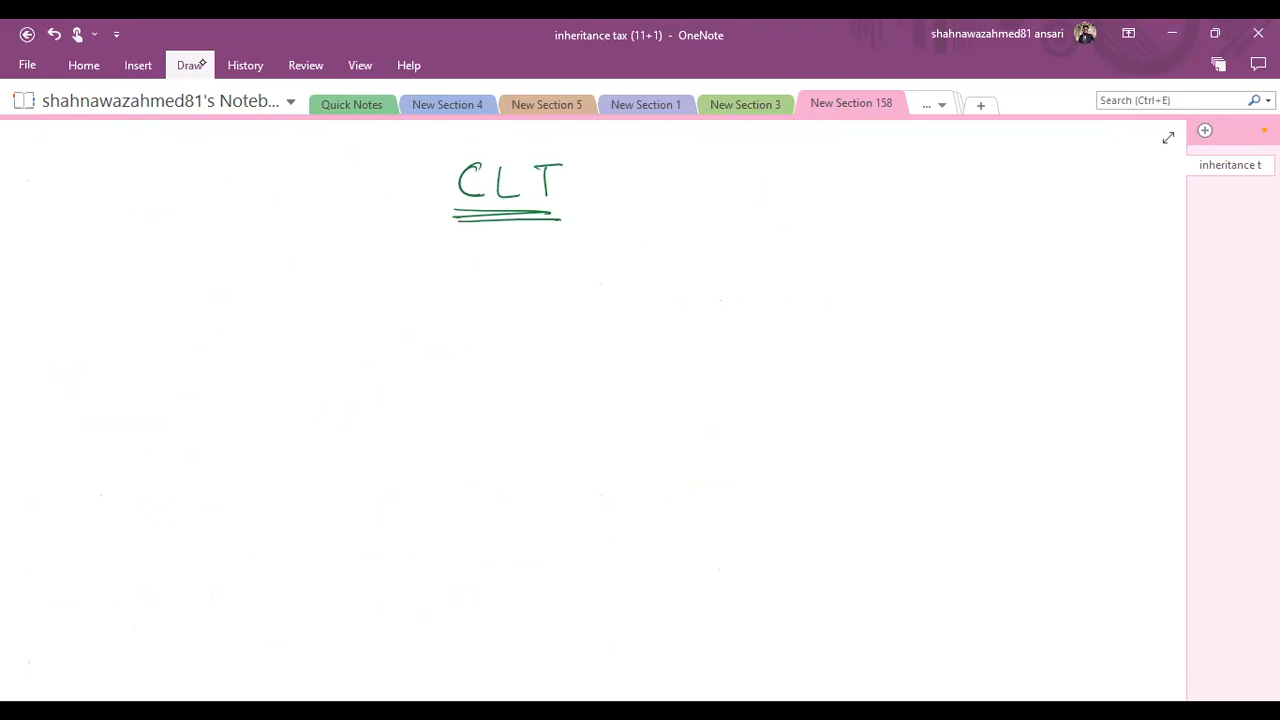 inheritance tax (11+1) - OneNote
shahnawazahmed81 ansari
File Home Insert Draw History Review View Help
shahnawazahmed81's Noteb...
Quick Notes New Section 4 New Section 5 New Section 1 New Section 3 New Section 158 ...
Search (Ctrl+E)
inheritance t
CLT